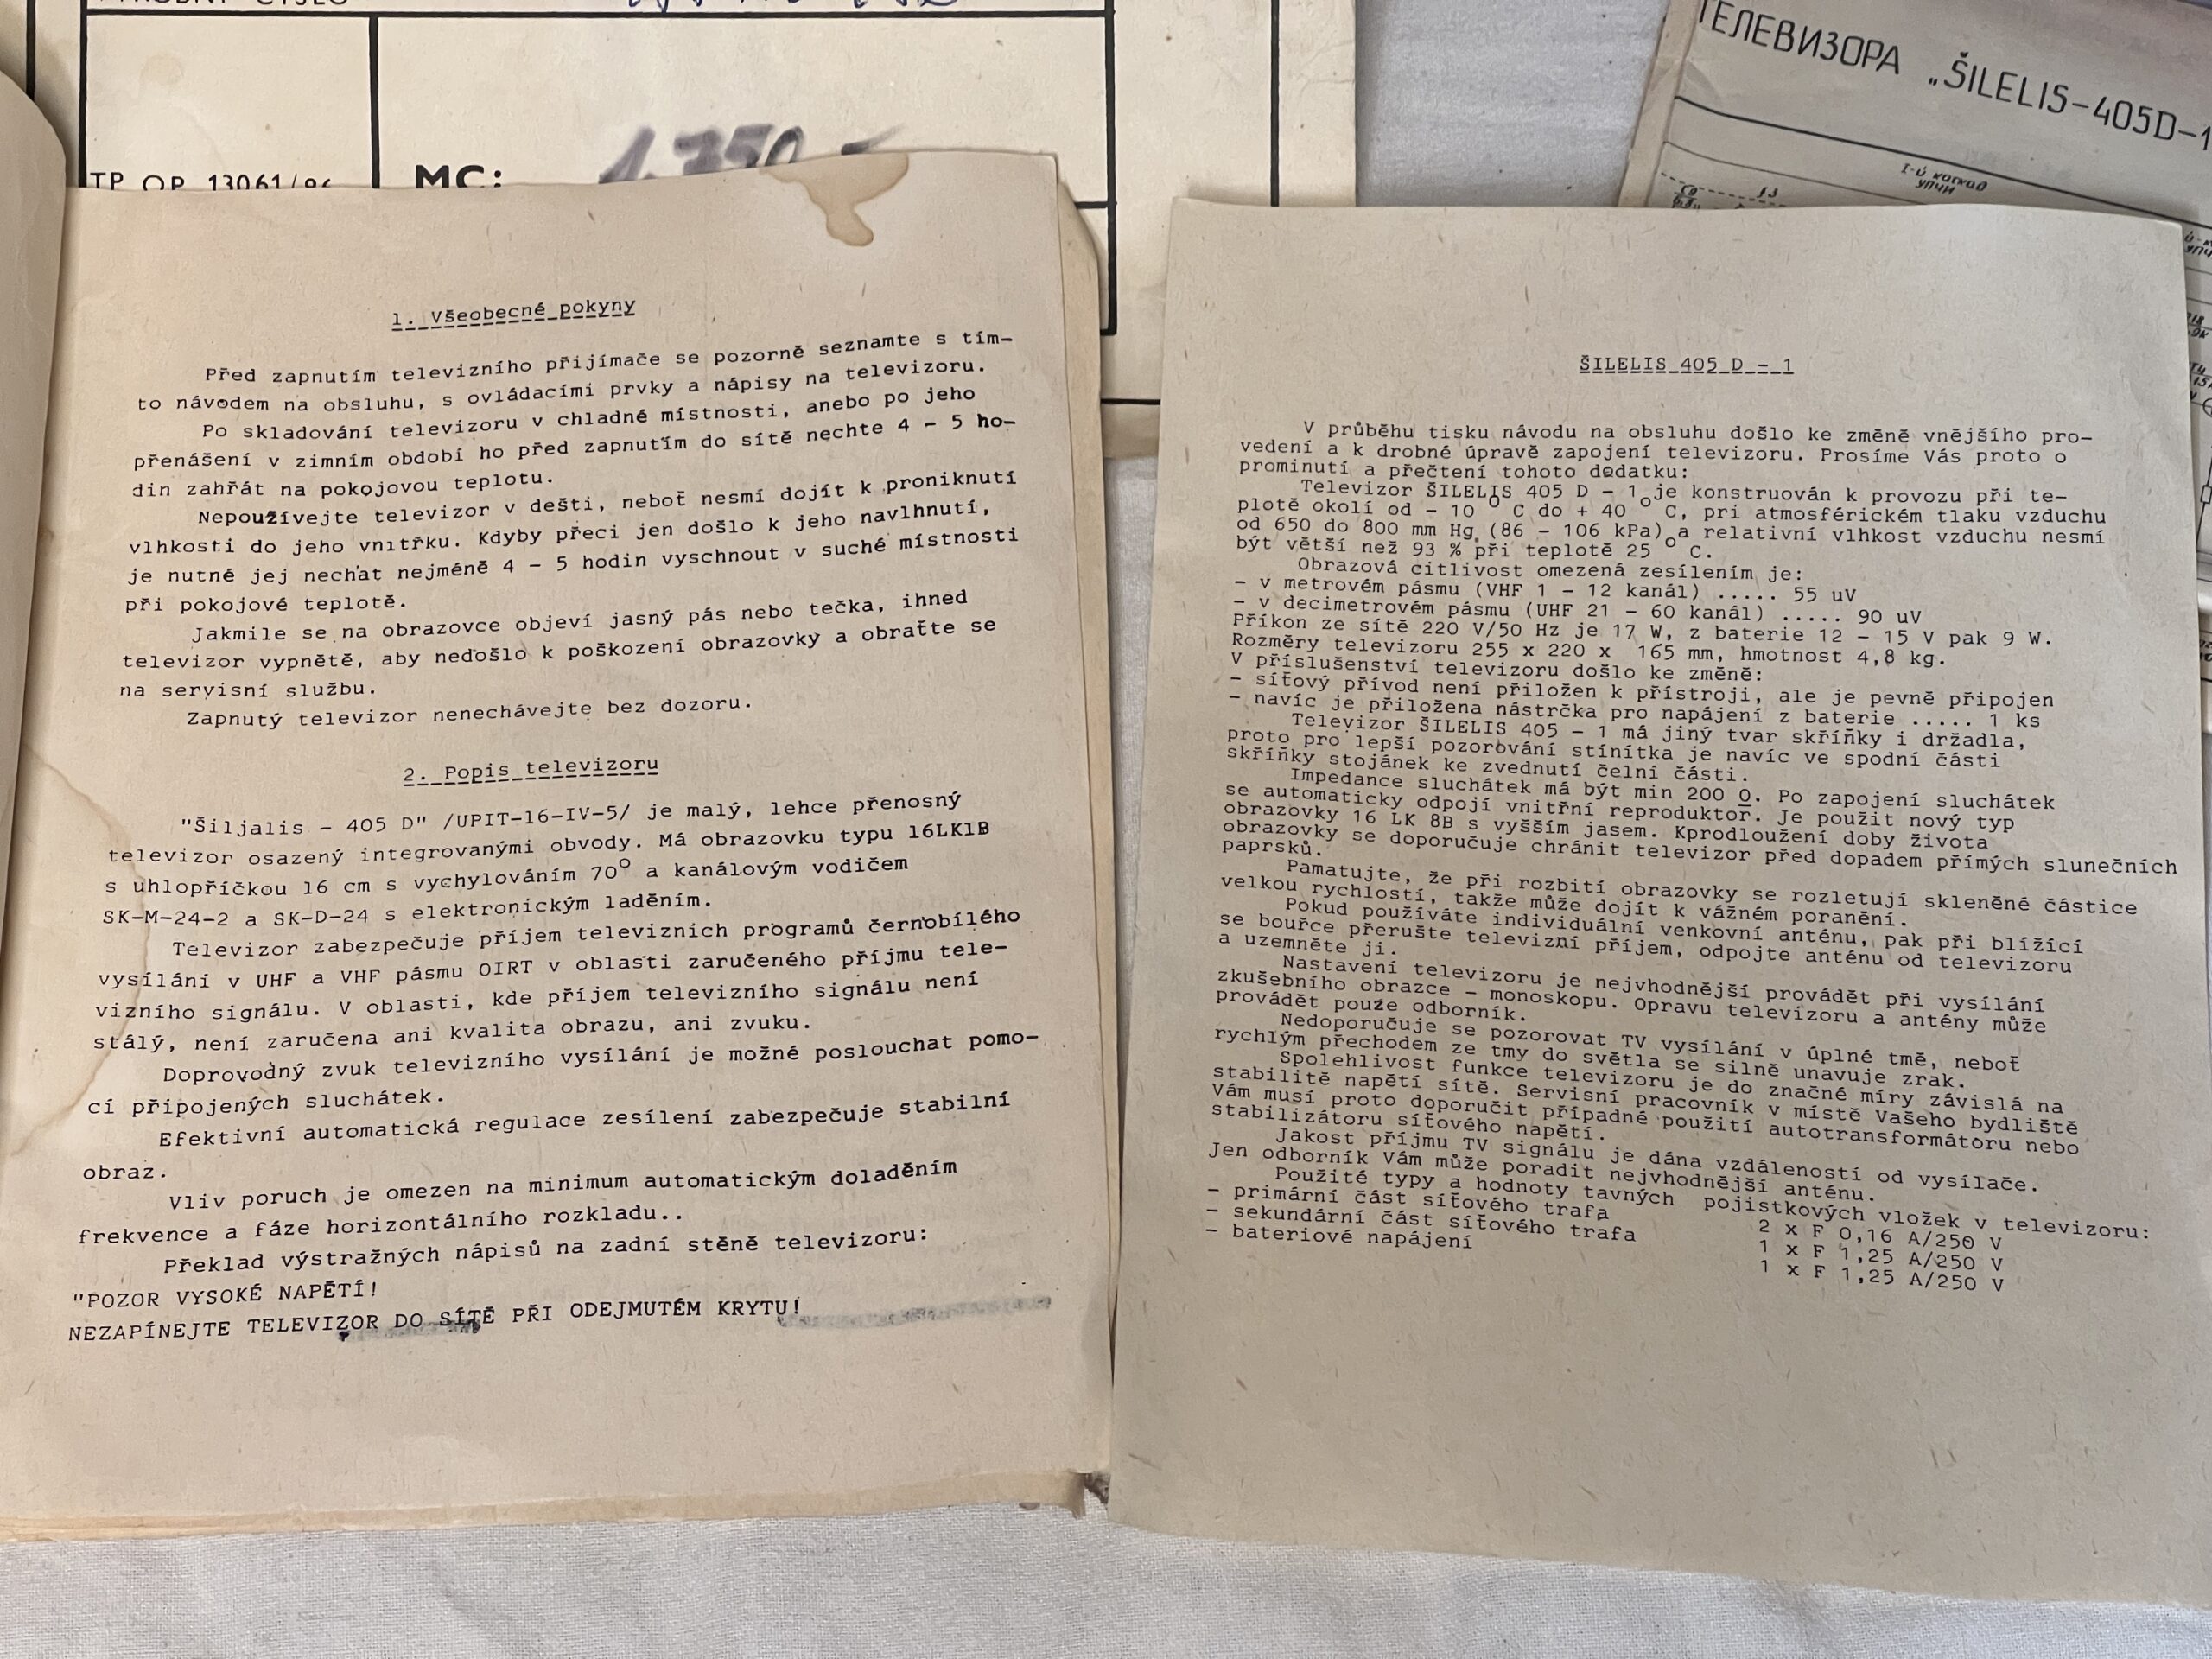 TP OP 13061/86
MC:
1.750,-
ТЕЛЕВИЗОРА „ŠILELIS-405D-1
I-й каскад
УПЧИ
1. Všeobecné pokyny
Před zapnutím televizního přijímače se pozorně seznamte s tím-
to návodem na obsluhu, s ovládacími prvky a nápisy na televizoru.
Po skladování televizoru v chladné místnosti, anebo po jeho
přenášení v zimním období ho před zapnutím do sítě nechte 4 - 5 ho-
din zahřát na pokojovou teplotu.
Nepoužívejte televizor v dešti, neboť nesmí dojít k proniknutí
vlhkosti do jeho vnitřku. Kdyby přeci jen došlo k jeho navlhnutí,
je nutné jej nechat nejméně 4 - 5 hodin vyschnout v suché místnosti
při pokojové teplotě.
Jakmile se na obrazovce objeví jasný pás nebo tečka, ihned
televizor vypnětě, aby nedošlo k poškození obrazovky a obraťte se
na servisní službu.
Zapnutý televizor nenechávejte bez dozoru.
2. Popis televizoru
"Šiljalis - 405 D" /UPIT-16-IV-5/ je malý, lehce přenosný
televizor osazený integrovanými obvody. Má obrazovku typu 16LK1B
s uhlopříčkou 16 cm s vychylováním 70° a kanálovým vodičem
SK-M-24-2 a SK-D-24 s elektronickým laděním.
Televizor zabezpečuje příjem televizních programů černobílého
vysílání v UHF a VHF pásmu OIRT v oblasti zaručeného příjmu tele-
vizního signálu. V oblasti, kde příjem televizního signálu není
stálý, není zaručena ani kvalita obrazu, ani zvuku.
Doprovodný zvuk televizního vysílání je možné poslouchat pomo-
cí připojených sluchátek.
Efektivní automatická regulace zesílení zabezpečuje stabilní
obraz.
Vliv poruch je omezen na minimum automatickým doladěním
frekvence a fáze horizontálního rozkladu..
Překlad výstražných nápisů na zadní stěně televizoru:
"POZOR VYSOKÉ NAPĚTÍ!
NEZAPÍNEJTE TELEVIZOR DO SÍTĚ PŘI ODEJMUTÉM KRYTU!
ŠILELIS 405 D - 1
V průběhu tisku návodu na obsluhu došlo ke změně vnějšího pro-
vedení a k drobné úpravě zapojení televizoru. Prosíme Vás proto o
prominutí a přečtení tohoto dodatku:
Televizor ŠILELIS 405 D - 1 je konstruován k provozu při te-
plotě okolí od - 10 ° C do + 40 ° C, při atmosférickém tlaku vzduchu
od 650 do 800 mm Hg (86 - 106 kPa) a relativní vlhkost vzduchu nesmí
být větší než 93 % při teplotě 25 ° C.
Obrazová citlivost omezená zesílením je:
- v metrovém pásmu (VHF 1 - 12 kanál) ..... 55 uV
- v decimetrovém pásmu (UHF 21 - 60 kanál) ..... 90 uV
Příkon ze sítě 220 V/50 Hz je 17 W, z baterie 12 - 15 V pak 9 W.
Rozměry televizoru 255 x 220 x 165 mm, hmotnost 4,8 kg.
V příslušenství televizoru došlo ke změně:
- síťový přívod není přiložen k přístroji, ale je pevně připojen
- navíc je přiložena nástrčka pro napájení z baterie ..... 1 ks
Televizor ŠILELIS 405 - 1 má jiný tvar skříňky i držadla,
proto pro lepší pozorování stínítka je navíc ve spodní části
skříňky stojánek ke zvednutí čelní části.
Impedance sluchátek má být min 200 O. Po zapojení sluchátek
se automaticky odpojí vnitřní reproduktor. Je použit nový typ
obrazovky 16 LK 8B s vyšším jasem. Kprodloužení doby života
obrazovky se doporučuje chránit televizor před dopadem přímých slunečních
paprsků.
Pamatujte, že při rozbití obrazovky se rozletují skleněné částice
velkou rychlostí, takže může dojít k vážném poranění.
Pokud používáte individuální venkovní anténu, pak při blížící
se bouřce přerušte televizní příjem, odpojte anténu od televizoru
a uzemněte ji.
Nastavení televizoru je nejvhodnější provádět při vysílání
zkušebního obrazce - monoskopu. Opravu televizoru a antény může
provádět pouze odborník.
Nedoporučuje se pozorovat TV vysílání v úplné tmě, neboť
rychlým přechodem ze tmy do světla se silně unavuje zrak.
Spolehlivost funkce televizoru je do značné míry závislá na
stabilitě napětí sítě. Servisní pracovník v místě Vašeho bydliště
Vám musí proto doporučit případné použití autotransformátoru nebo
stabilizátoru síťového napětí.
Jakost příjmu TV signálu je dána vzdáleností od vysílače.
Jen odborník Vám může poradit nejvhodnější anténu.
Použité typy a hodnoty tavných pojistkových vložek v televizoru:
- primární část síťového trafa 2 x F 0,16 A/250 V
- sekundární část síťového trafa 1 x F 1,25 A/250 V
- bateriové napájení 1 x F 1,25 A/250 V